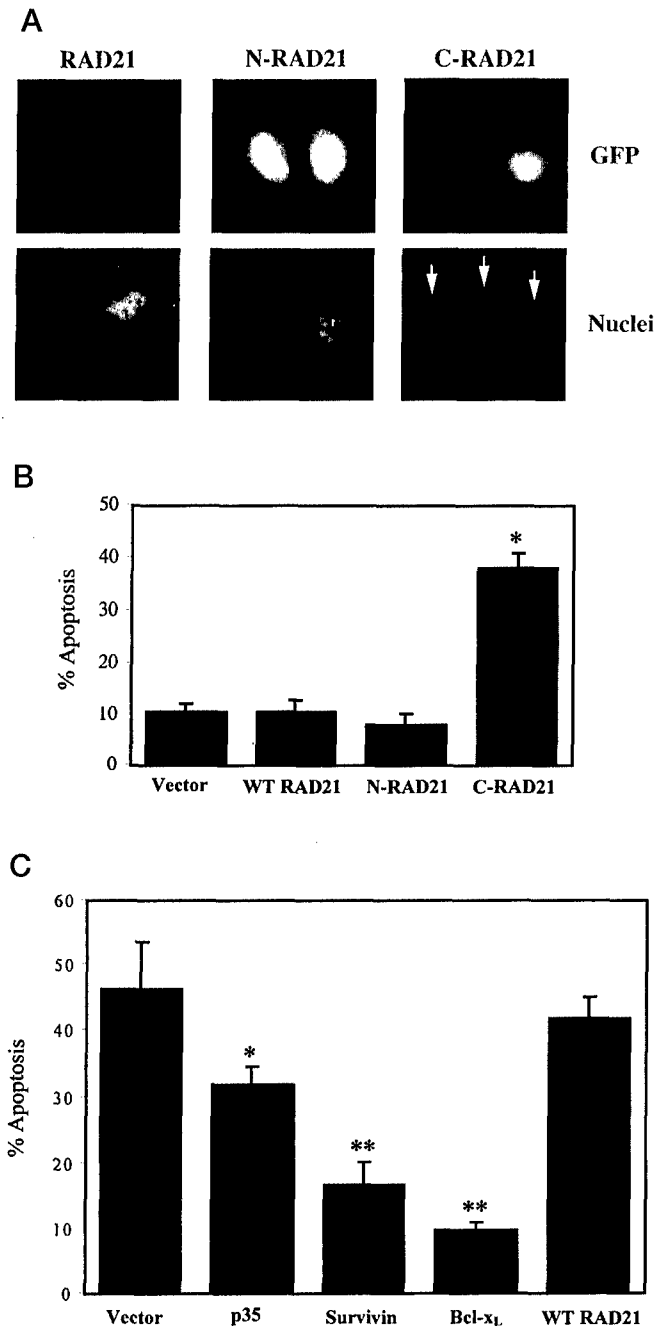 A
RAD21 N-RAD21 C-RAD21
GFP
Nuclei
B
% Apoptosis
50
40
30
20
10
0
*
Vector WT RAD21 N-RAD21 C-RAD21
C
% Apoptosis
60
50
40
30
20
10
0
*
**
**
Vector p35 Survivin Bcl-xL WT RAD21